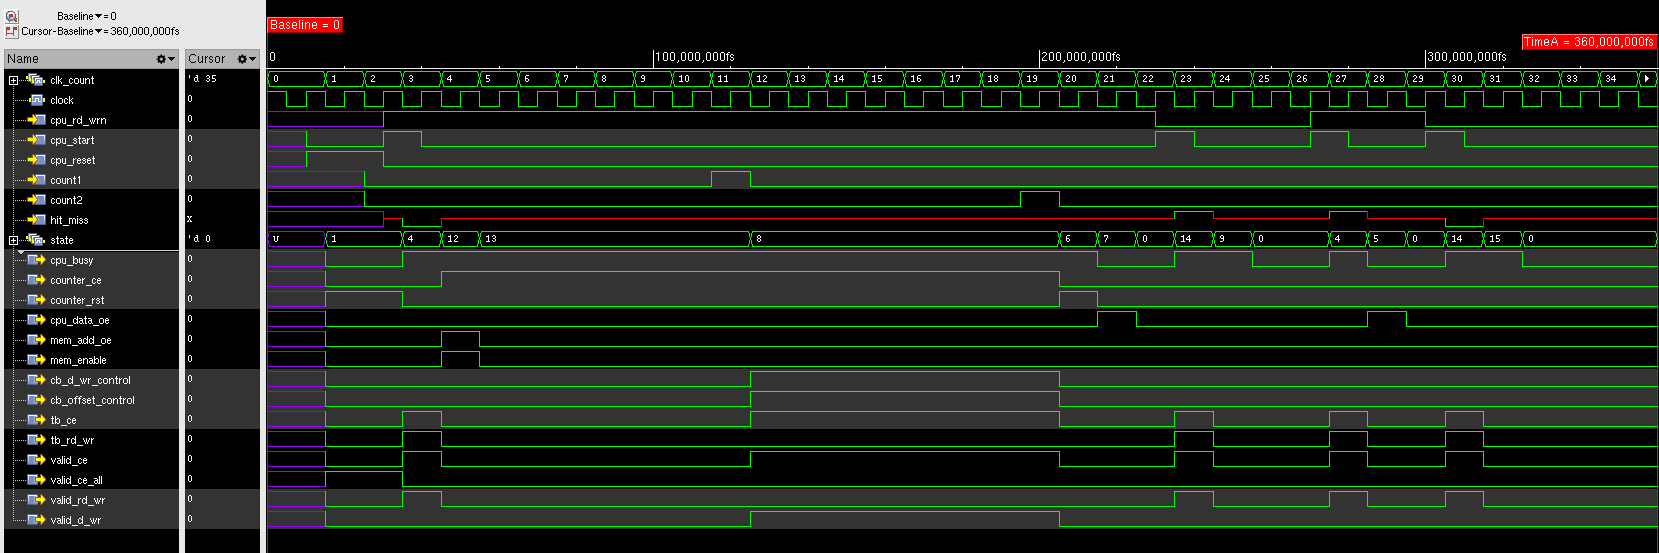 Baseline▼= 0
Cursor-Baseline▼= 360,000,000fs
Baseline = 0
TimeA = 360,000,000fs
0 100,000,000fs 200,000,000fs 300,000,000fs
Name Cursor
clk_count 'd 35 0 1 2 3 4 5 6 7 8 9 10 11 12 13 14 15 16 17 18 19 20 21 22 23 24 25 26 27 28 29 30 31 32 33 34
clock 0
cpu_rd_wrn 0
cpu_start 0
cpu_reset 0
count1 0
count2 0
hit_miss x
state 'd 0 U 1 4 12 13 8 6 7 0 14 9 0 4 5 0 14 15 0
cpu_busy 0
counter_ce 0
counter_rst 0
cpu_data_oe 0
mem_add_oe 0
mem_enable 0
cb_d_wr_control 0
cb_offset_control 0
tb_ce 0
tb_rd_wr 0
valid_ce 0
valid_ce_all 0
valid_rd_wr 0
valid_d_wr 0